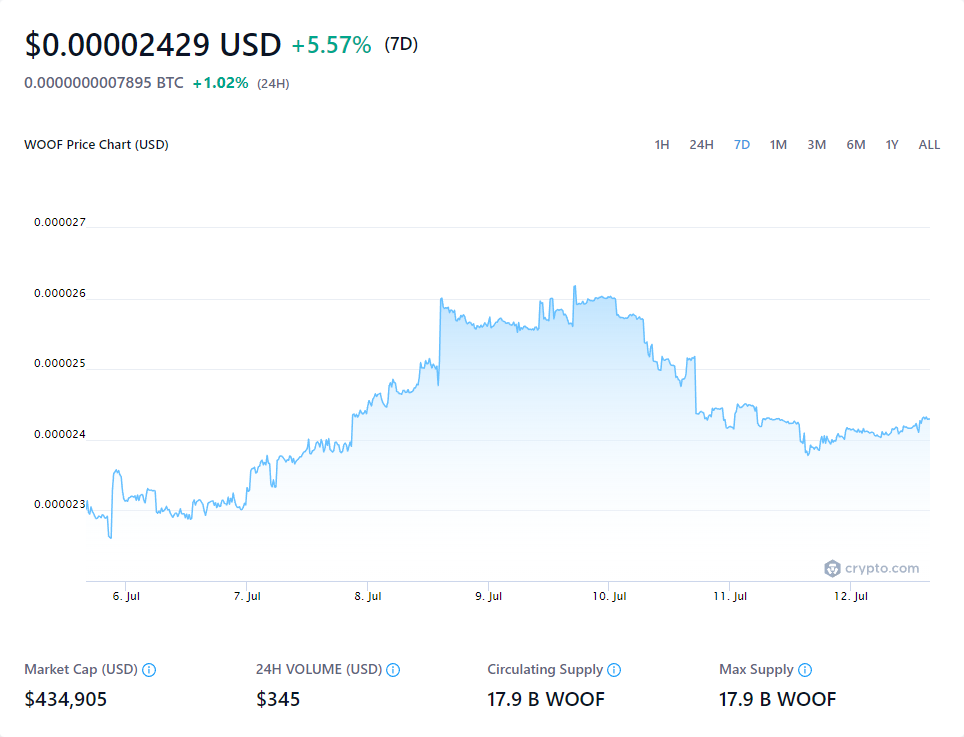 $0.00002429 USD +5.57% (7D)
0.0000000007895 BTC +1.02% (24H)
WOOF Price Chart (USD) 1H 24H 7D 1M 3M 6M 1Y ALL
0.000027
0.000026
0.000025
0.000024
0.000023
crypto.com
6. Jul 7. Jul 8. Jul 9. Jul 10. Jul 11. Jul 12. Jul
Market Cap (USD) 24H VOLUME (USD) Circulating Supply Max Supply
$434,905 $345 17.9 B WOOF 17.9 B WOOF